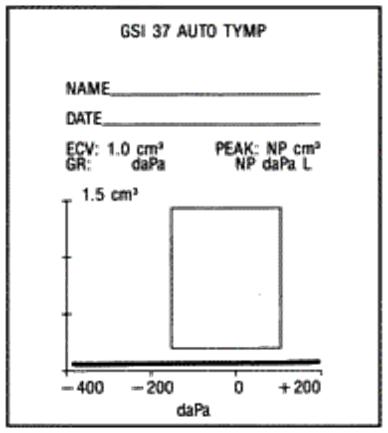 GSI 37 AUTO TYMP
NAME
DATE
ECV: 1.0 cm³ PEAK: NP cm³
GR: daPa NP daPa L
1.5 cm³
−400 −200 0 +200
daPa